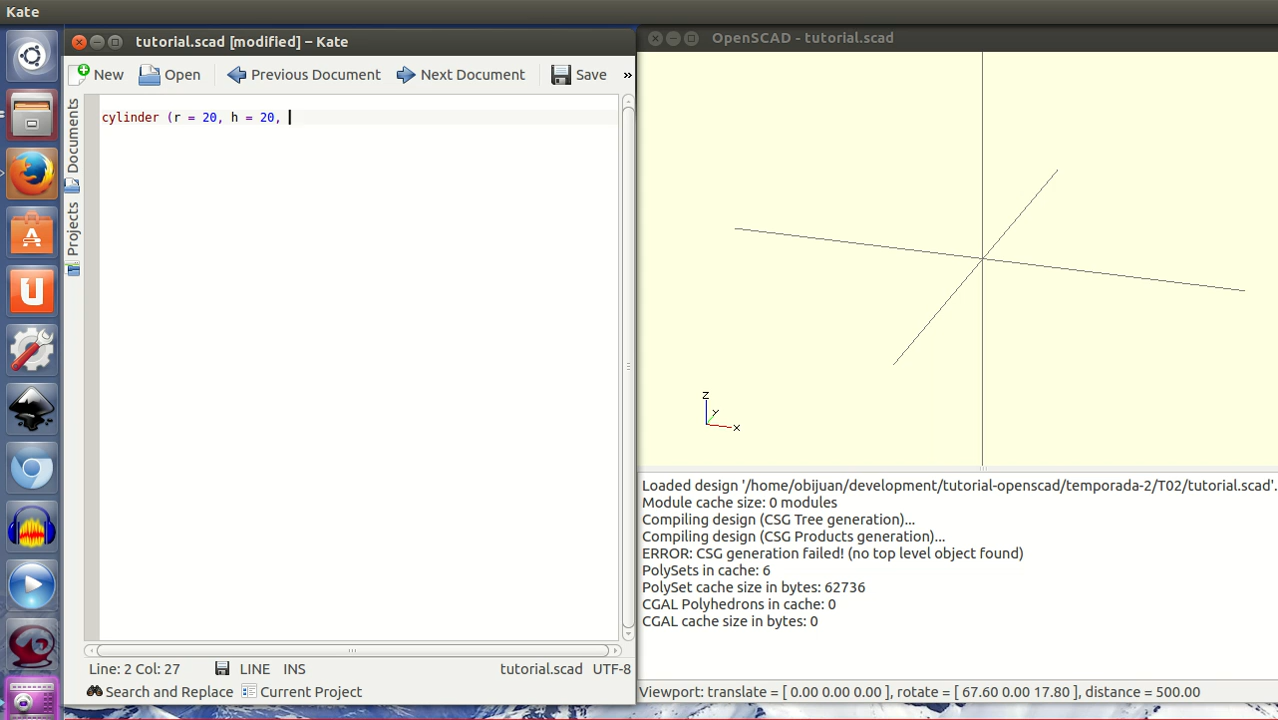 Kate
tutorial.scad [modified] – Kate
New Open Previous Document Next Document Save »
Documents
Projects
cylinder (r = 20, h = 20,
Line: 2 Col: 27 LINE INS tutorial.scad UTF-8
Search and Replace Current Project
OpenSCAD - tutorial.scad
Z
Y
X
Loaded design '/home/obijuan/development/tutorial-openscad/temporada-2/T02/tutorial.scad'.
Module cache size: 0 modules
Compiling design (CSG Tree generation)...
Compiling design (CSG Products generation)...
ERROR: CSG generation failed! (no top level object found)
PolySets in cache: 6
PolySet cache size in bytes: 62736
CGAL Polyhedrons in cache: 0
CGAL cache size in bytes: 0
Viewport: translate = [ 0.00 0.00 0.00 ], rotate = [ 67.60 0.00 17.80 ], distance = 500.00